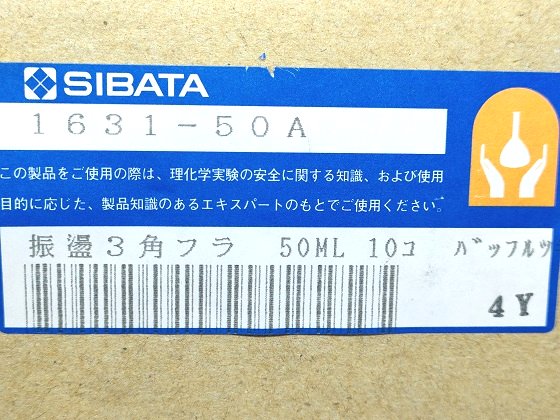 SIBATA
1631-50A
この製品をご使用の際は、理化学実験の安全に関する知識、および使用
目的に応じた、製品知識のあるエキスパートのもとでご使用ください。
振盪3角フラ 50ML 10コ バッフルツ
4Y